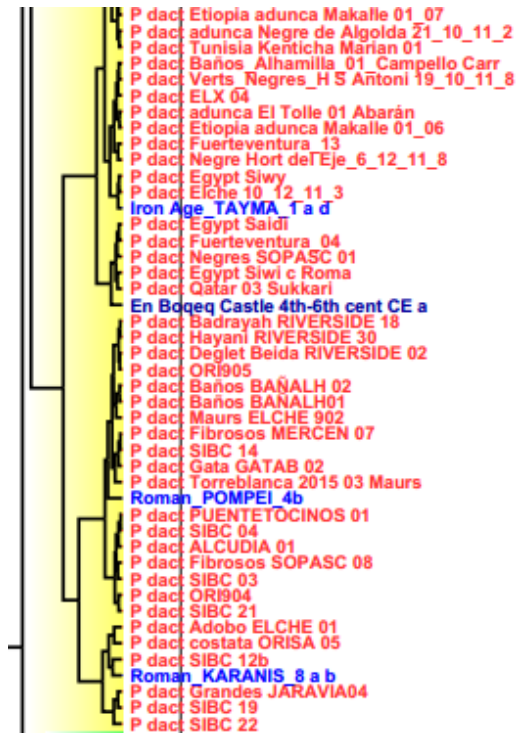 P dact Etiopia adunca Makalle 01_07
P dact adunca Negre de Algolda 21_10_11_2
P dact Tunisia Kenticha Marian 01
P dact Baños_Alhamilla_01_Campello Carr
P dact Verts_Negres_H S Antoni 19_10_11_8
P dact ELX 04
P dact adunca El Tolle 01 Abarán
P dact Etiopia adunca Makalle 01_06
P dact Fuerteventura_13
P dact Negre Hort del Eje_6_12_11_8
P dact Egypt Siwy
P dact Elche 10_12_11_3
Iron Age_TAYMA_1 a d
P dact Egypt Saidi
P dact Fuerteventura_04
P dact Negres SOPASC 01
P dact Egypt Siwi c Roma
P dact Qatar 03 Sukkari
En Boqeq Castle 4th-6th cent CE a
P dact Badrayah RIVERSIDE 18
P dact Hayani RIVERSIDE 30
P dact Deglet Beida RIVERSIDE 02
P dact ORI905
P dact Baños BAÑALH 02
P dact Baños BAÑALH01
P dact Maurs ELCHE 902
P dact Fibrosos MERCEN 07
P dact SIBC 14
P dact Gata GATAB 02
P dact Torreblanca 2015 03 Maurs
Roman_POMPEI_4b
P dact PUENTETOCINOS 01
P dact SIBC 04
P dact ALCUDIA 01
P dact Fibrosos SOPASC 08
P dact SIBC 03
P dact ORI904
P dact SIBC 21
P dact Adobo ELCHE 01
P dact costata ORISA 05
P dact SIBC 12b
Roman_KARANIS_8 a b
P dact Grandes JARAVIA04
P dact SIBC 19
P dact SIBC 22